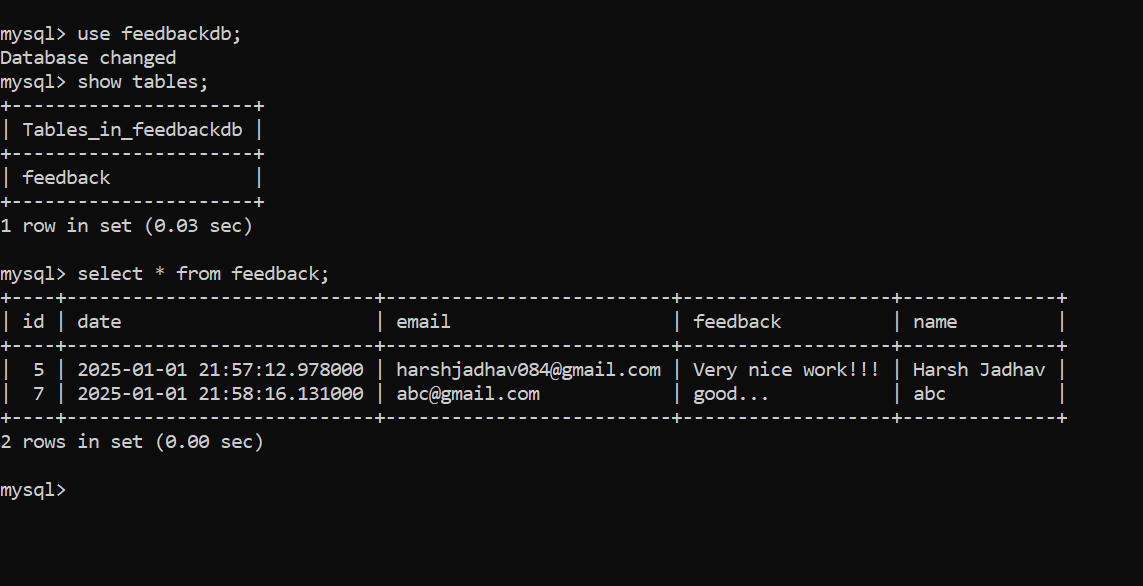 mysql> use feedbackdb;
Database changed
mysql> show tables;
+----------------------+
| Tables_in_feedbackdb |
+----------------------+
| feedback             |
+----------------------+
1 row in set (0.03 sec)

mysql> select * from feedback;
+----+----------------------------+--------------------------+-------------------+--------------+
| id | date                       | email                    | feedback          | name         |
+----+----------------------------+--------------------------+-------------------+--------------+
|  5 | 2025-01-01 21:57:12.978000 | harshjadhav084@gmail.com | Very nice work!!! | Harsh Jadhav |
|  7 | 2025-01-01 21:58:16.131000 | abc@gmail.com            | good...           | abc          |
+----+----------------------------+--------------------------+-------------------+--------------+
2 rows in set (0.00 sec)

mysql>